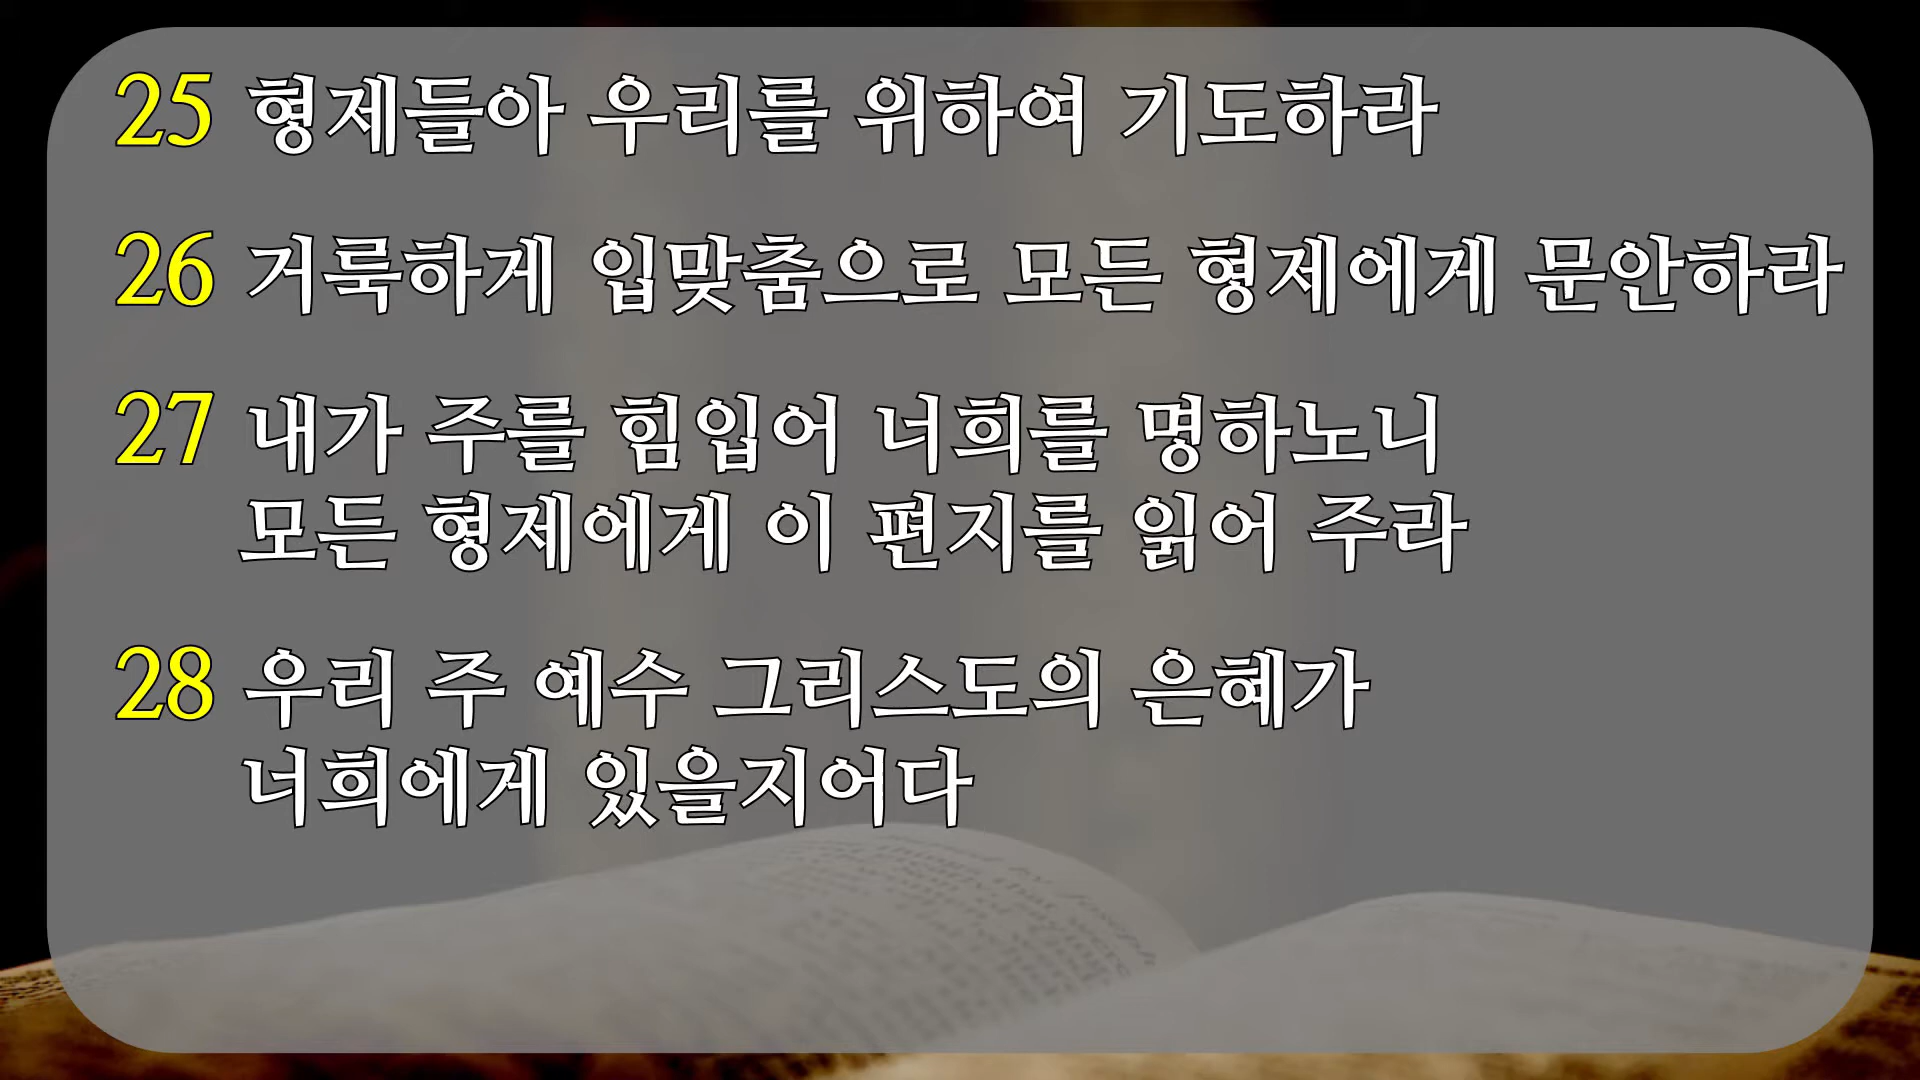 25 형제들아 우리를 위하여 기도하라
26 거룩하게 입맞춤으로 모든 형제에게 문안하라
27 내가 주를 힘입어 너희를 명하노니
모든 형제에게 이 편지를 읽어 주라
28 우리 주 예수 그리스도의 은혜가
너희에게 있을지어다